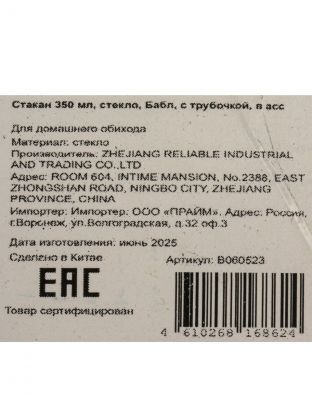 Стакан 350 мл, стекло, Бабл, с трубочкой, в асс
Для домашнего обихода
Материал: стекло
Производитель: ZHEJIANG RELIABLE INDUSTRIAL
AND TRADING CO.,LTD
Адрес: ROOM 604, INTIME MANSION, No.2388, EAST
ZHONGSHAN ROAD, NINGBO CITY, ZHEJIANG
PROVINCE, CHINA
Импортер: Импортер: ООО «ПРАЙМ», Адрес: Россия,
г.Воронеж, ул.Волгоградская, д.32 оф.3
Дата изготовления: июнь 2025
Сделано в Китае
Артикул: B060523
EAC
Товар сертифицирован
4 610268 168624